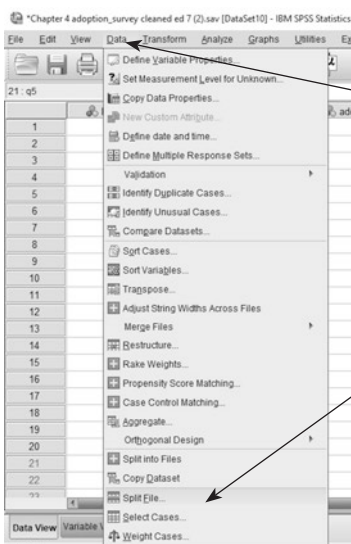 *Chapter 4 adoption_survey cleaned ed 7 (2).sav [DataSet10] - IBM SPSS Statistics
File Edit View Data Transform Analyze Graphs Utilities
21 : q5
Define Variable Properties...
Set Measurement Level for Unknown...
Copy Data Properties...
New Custom Attribute...
Define date and time...
Define Multiple Response Sets...
Validation
Identify Duplicate Cases...
Identify Unusual Cases...
Compare Datasets...
Sort Cases...
Sort Variables...
Transpose...
Adjust String Widths Across Files
Merge Files
Restructure...
Rake Weights...
Propensity Score Matching...
Case Control Matching...
Aggregate...
Orthogonal Design
Split into Files
Copy Dataset
Split File...
Select Cases...
Weight Cases...
1
2
3
4
5
6
7
8
9
10
11
12
13
14
15
16
17
18
19
20
21
22
23
Data View Variable